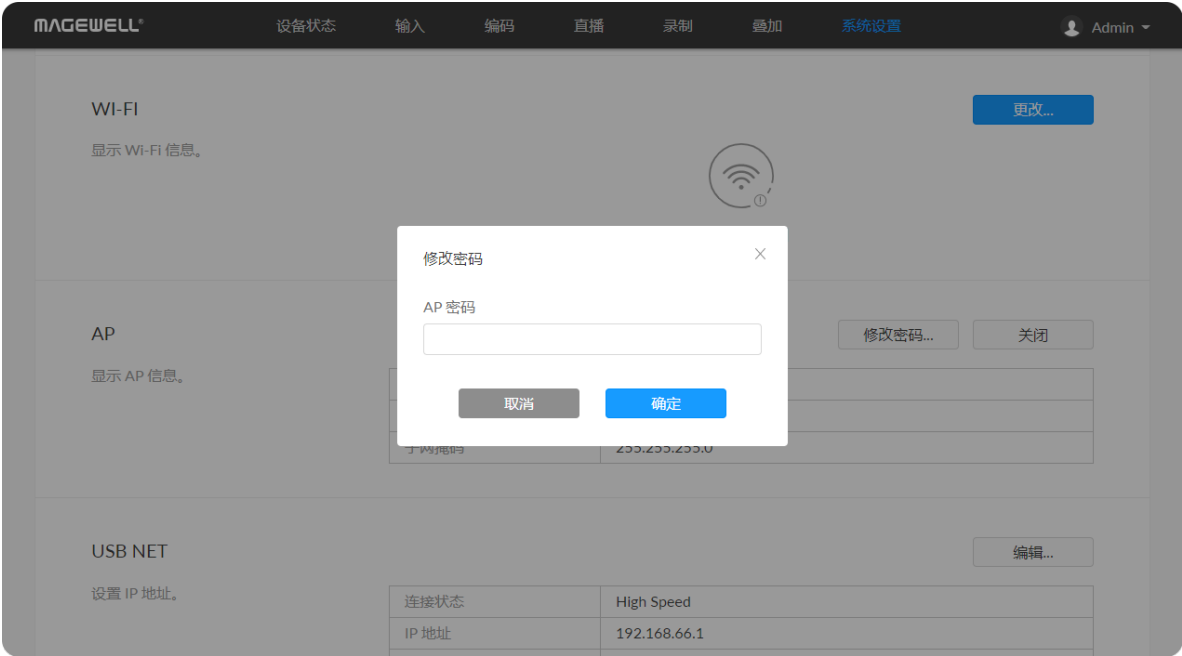 MAGEWELL® 设备状态 输入 编码 直播 录制 叠加 系统设置 Admin
WI-FI 更改...
显示 Wi-Fi 信息。
修改密码
AP 密码
取消 确定
AP 修改密码... 关闭
显示 AP 信息。
子网掩码 255.255.255.0
USB NET 编辑...
设置 IP 地址。
连接状态 High Speed
IP 地址 192.168.66.1